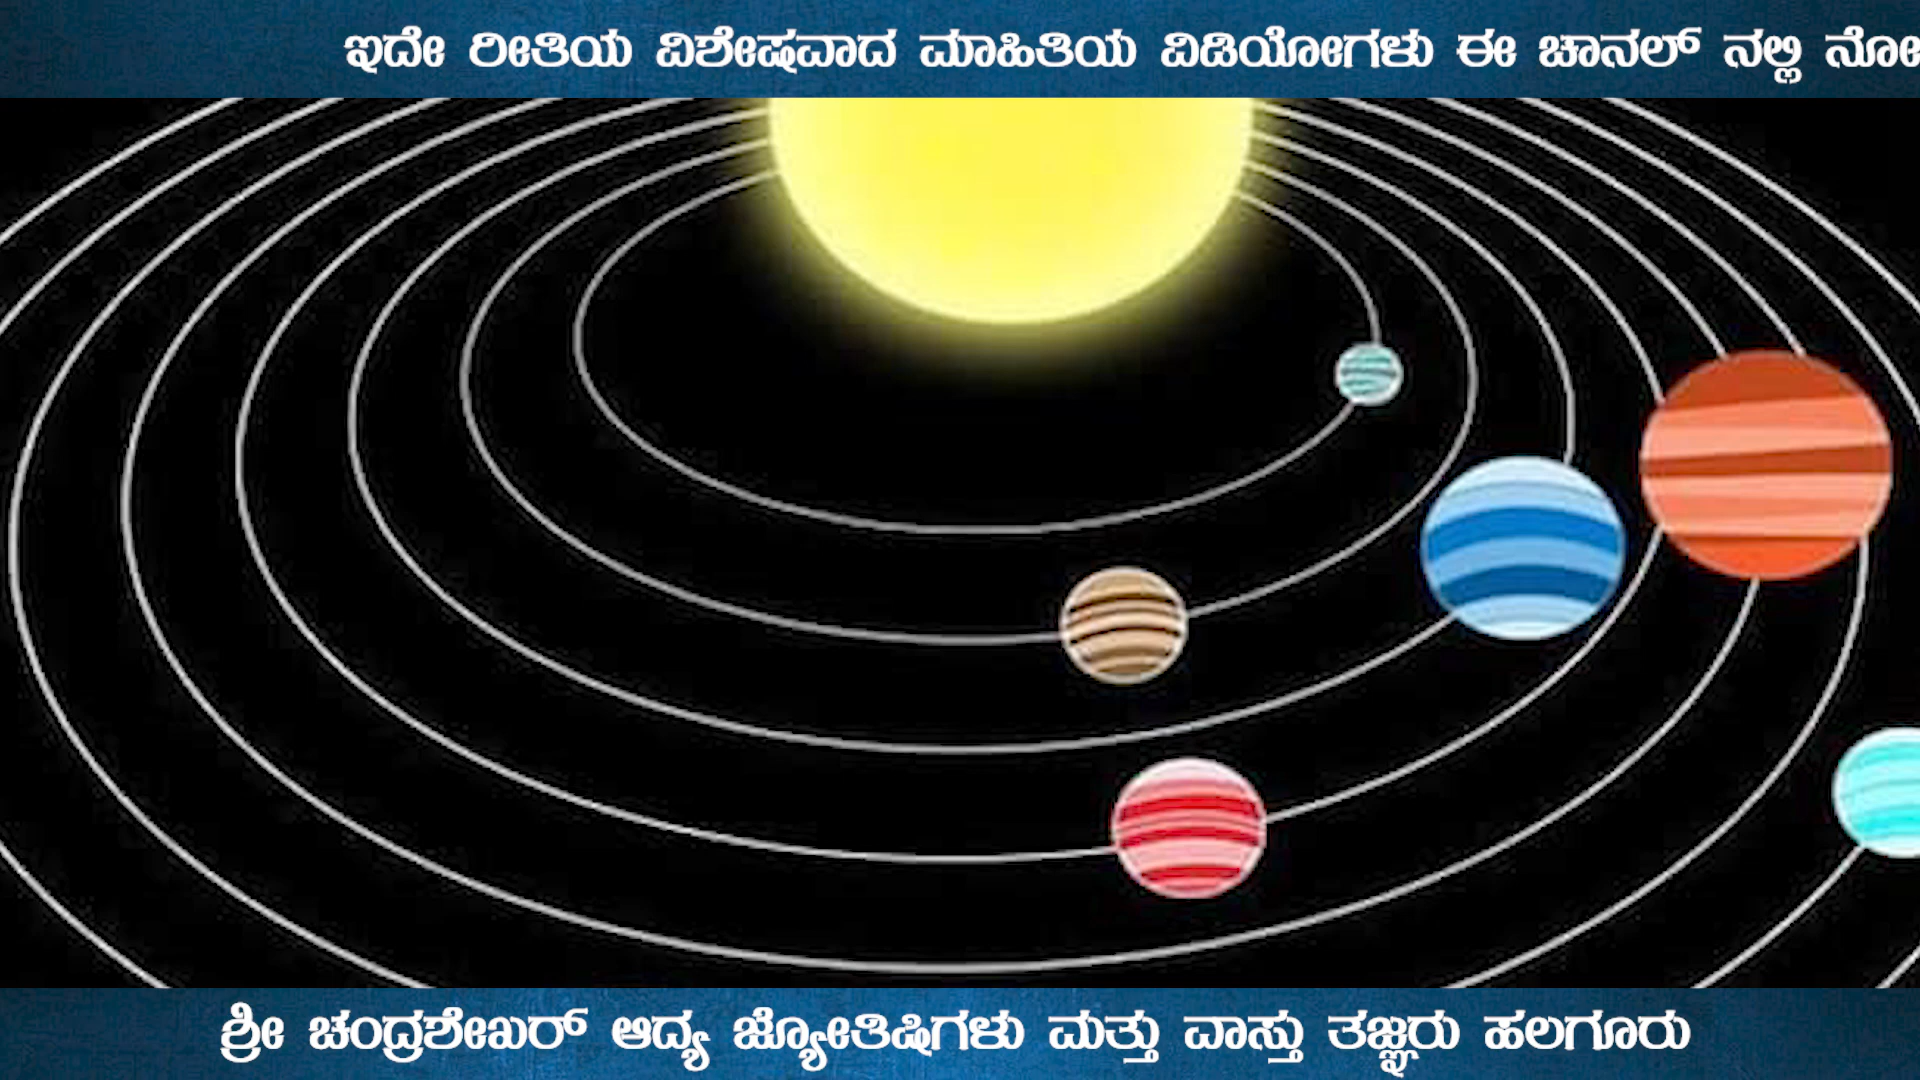 ಇದೇ ರೀತಿಯ ವಿಶೇಷವಾದ ಮಾಹಿತಿಯ ವಿಡಿಯೋಗಳು ಈ ಚಾನಲ್ ನಲ್ಲಿ
ಶ್ರೀ ಚಂದ್ರಶೇಖರ್ ಆದ್ಯ ಜ್ಯೋತಿಷಿಗಳು ಮತ್ತು ವಾಸ್ತು ತಜ್ಞರು ಹಲಗೂರು